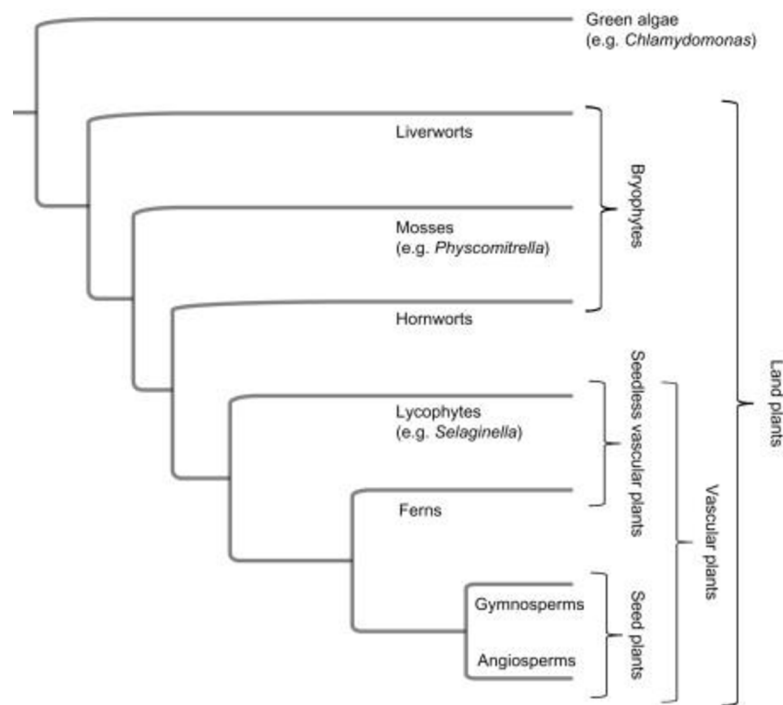 Green algae
(e.g. Chlamydomonas)
Liverworts
Bryophytes
Mosses
(e.g. Physcomitrella)
Hornworts
Land plants
Lycophytes
(e.g. Selaginella)
Seedless vascular
plants
Ferns
Vascular plants
Gymnosperms
Seed plants
Angiosperms